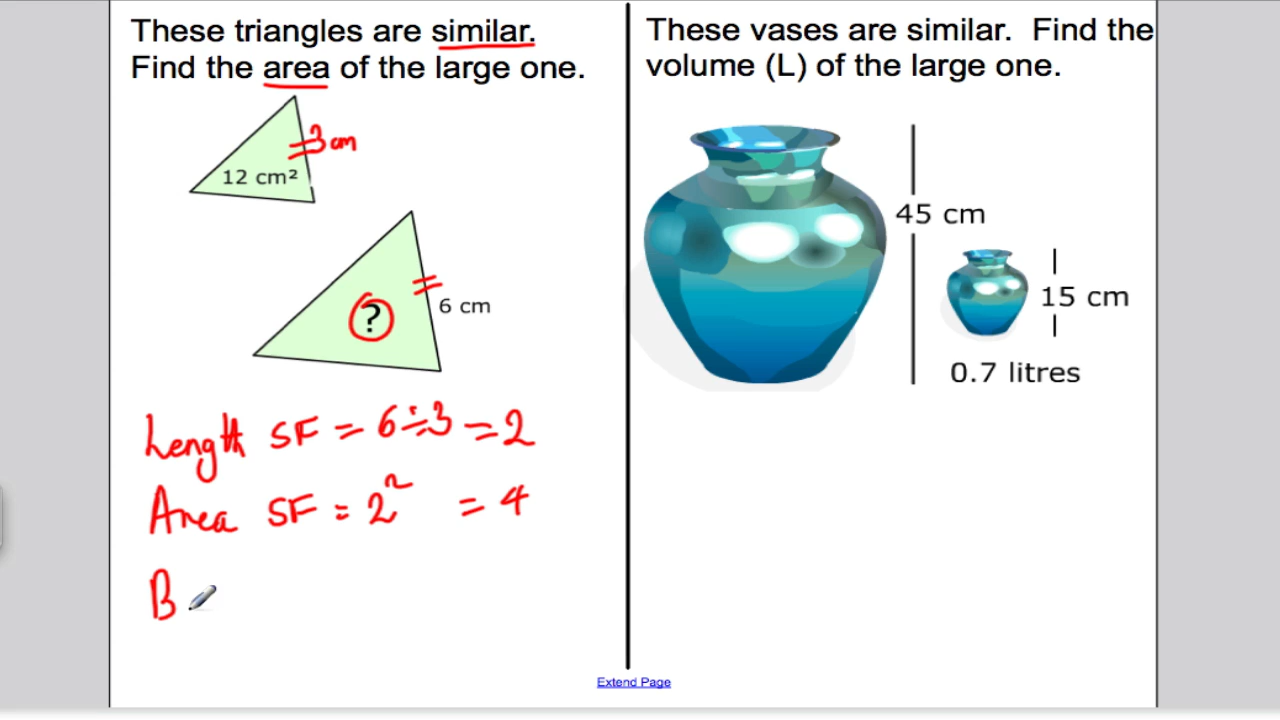 These triangles are similar.
Find the area of the large one.
3 cm
12 cm²
?
6 cm
Length SF = 6÷3 = 2
Area SF = 2² = 4
B
These vases are similar. Find the
volume (L) of the large one.
45 cm
15 cm
0.7 litres
Extend Page